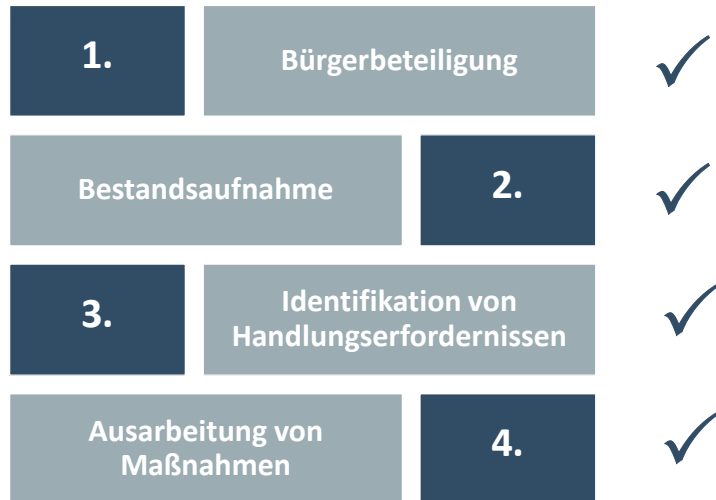 1.
Bürgerbeteiligung
Bestandsaufnahme
2.
3.
Identifikation von
Handlungserfordernissen
Ausarbeitung von
Maßnahmen
4.